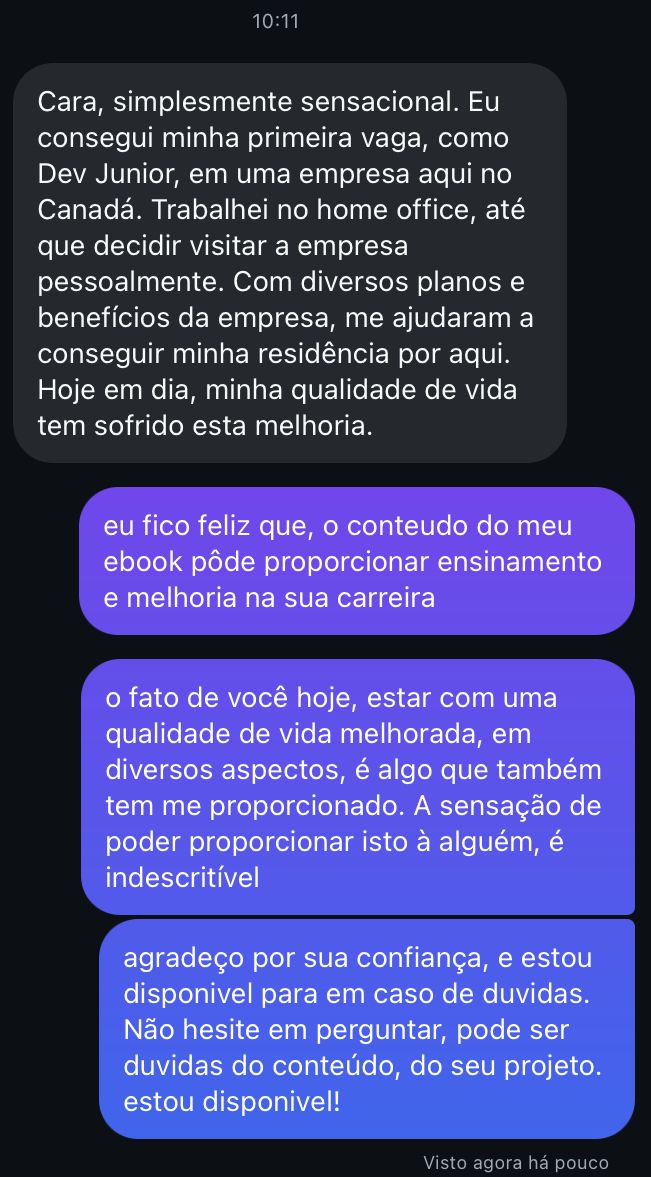 10:11
Cara, simplesmente sensacional. Eu
consegui minha primeira vaga, como
Dev Junior, em uma empresa aqui no
Canadá. Trabalhei no home office, até
que decidir visitar a empresa
pessoalmente. Com diversos planos e
benefícios da empresa, me ajudaram a
conseguir minha residência por aqui.
Hoje em dia, minha qualidade de vida
tem sofrido esta melhoria.
eu fico feliz que, o conteudo do meu
ebook pôde proporcionar ensinamento
e melhoria na sua carreira
o fato de você hoje, estar com uma
qualidade de vida melhorada, em
diversos aspectos, é algo que também
tem me proporcionado. A sensação de
poder proporcionar isto à alguém, é
indescritível
agradeço por sua confiança, e estou
disponivel para em caso de duvidas.
Não hesite em perguntar, pode ser
duvidas do conteúdo, do seu projeto.
estou disponivel!
Visto agora há pouco